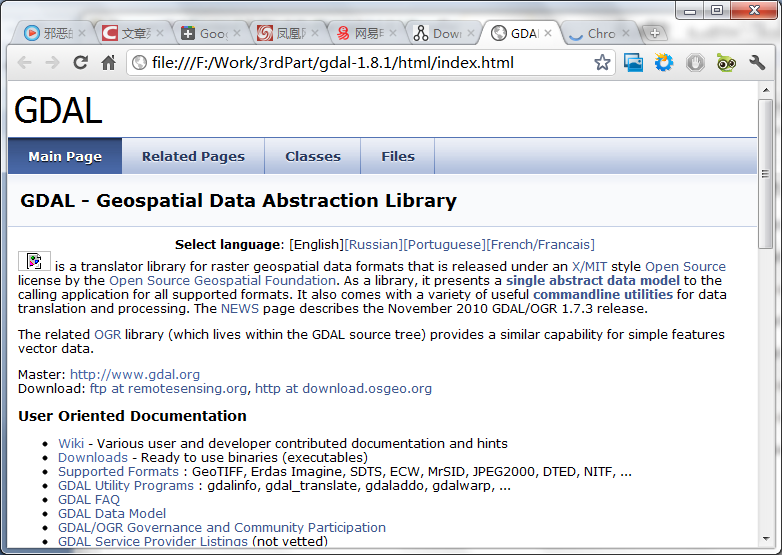 邪恶的
文章列
Goog
凤凰网
网易E
Down
GDAL
Chro
file:///F:/Work/3rdPart/gdal-1.8.1/html/index.html
GDAL
Main Page Related Pages Classes Files
GDAL - Geospatial Data Abstraction Library
Select language: [English][Russian][Portuguese][French/Francais]
is a translator library for raster geospatial data formats that is released under an X/MIT style Open Source
license by the Open Source Geospatial Foundation. As a library, it presents a single abstract data model to the
calling application for all supported formats. It also comes with a variety of useful commandline utilities for data
translation and processing. The NEWS page describes the November 2010 GDAL/OGR 1.7.3 release.
The related OGR library (which lives within the GDAL source tree) provides a similar capability for simple features
vector data.
Master: http://www.gdal.org
Download: ftp at remotesensing.org, http at download.osgeo.org
User Oriented Documentation
Wiki - Various user and developer contributed documentation and hints
Downloads - Ready to use binaries (executables)
Supported Formats : GeoTIFF, Erdas Imagine, SDTS, ECW, MrSID, JPEG2000, DTED, NITF, ...
GDAL Utility Programs : gdalinfo, gdal_translate, gdaladdo, gdalwarp, ...
GDAL FAQ
GDAL Data Model
GDAL/OGR Governance and Community Participation
GDAL Service Provider Listings (not vetted)